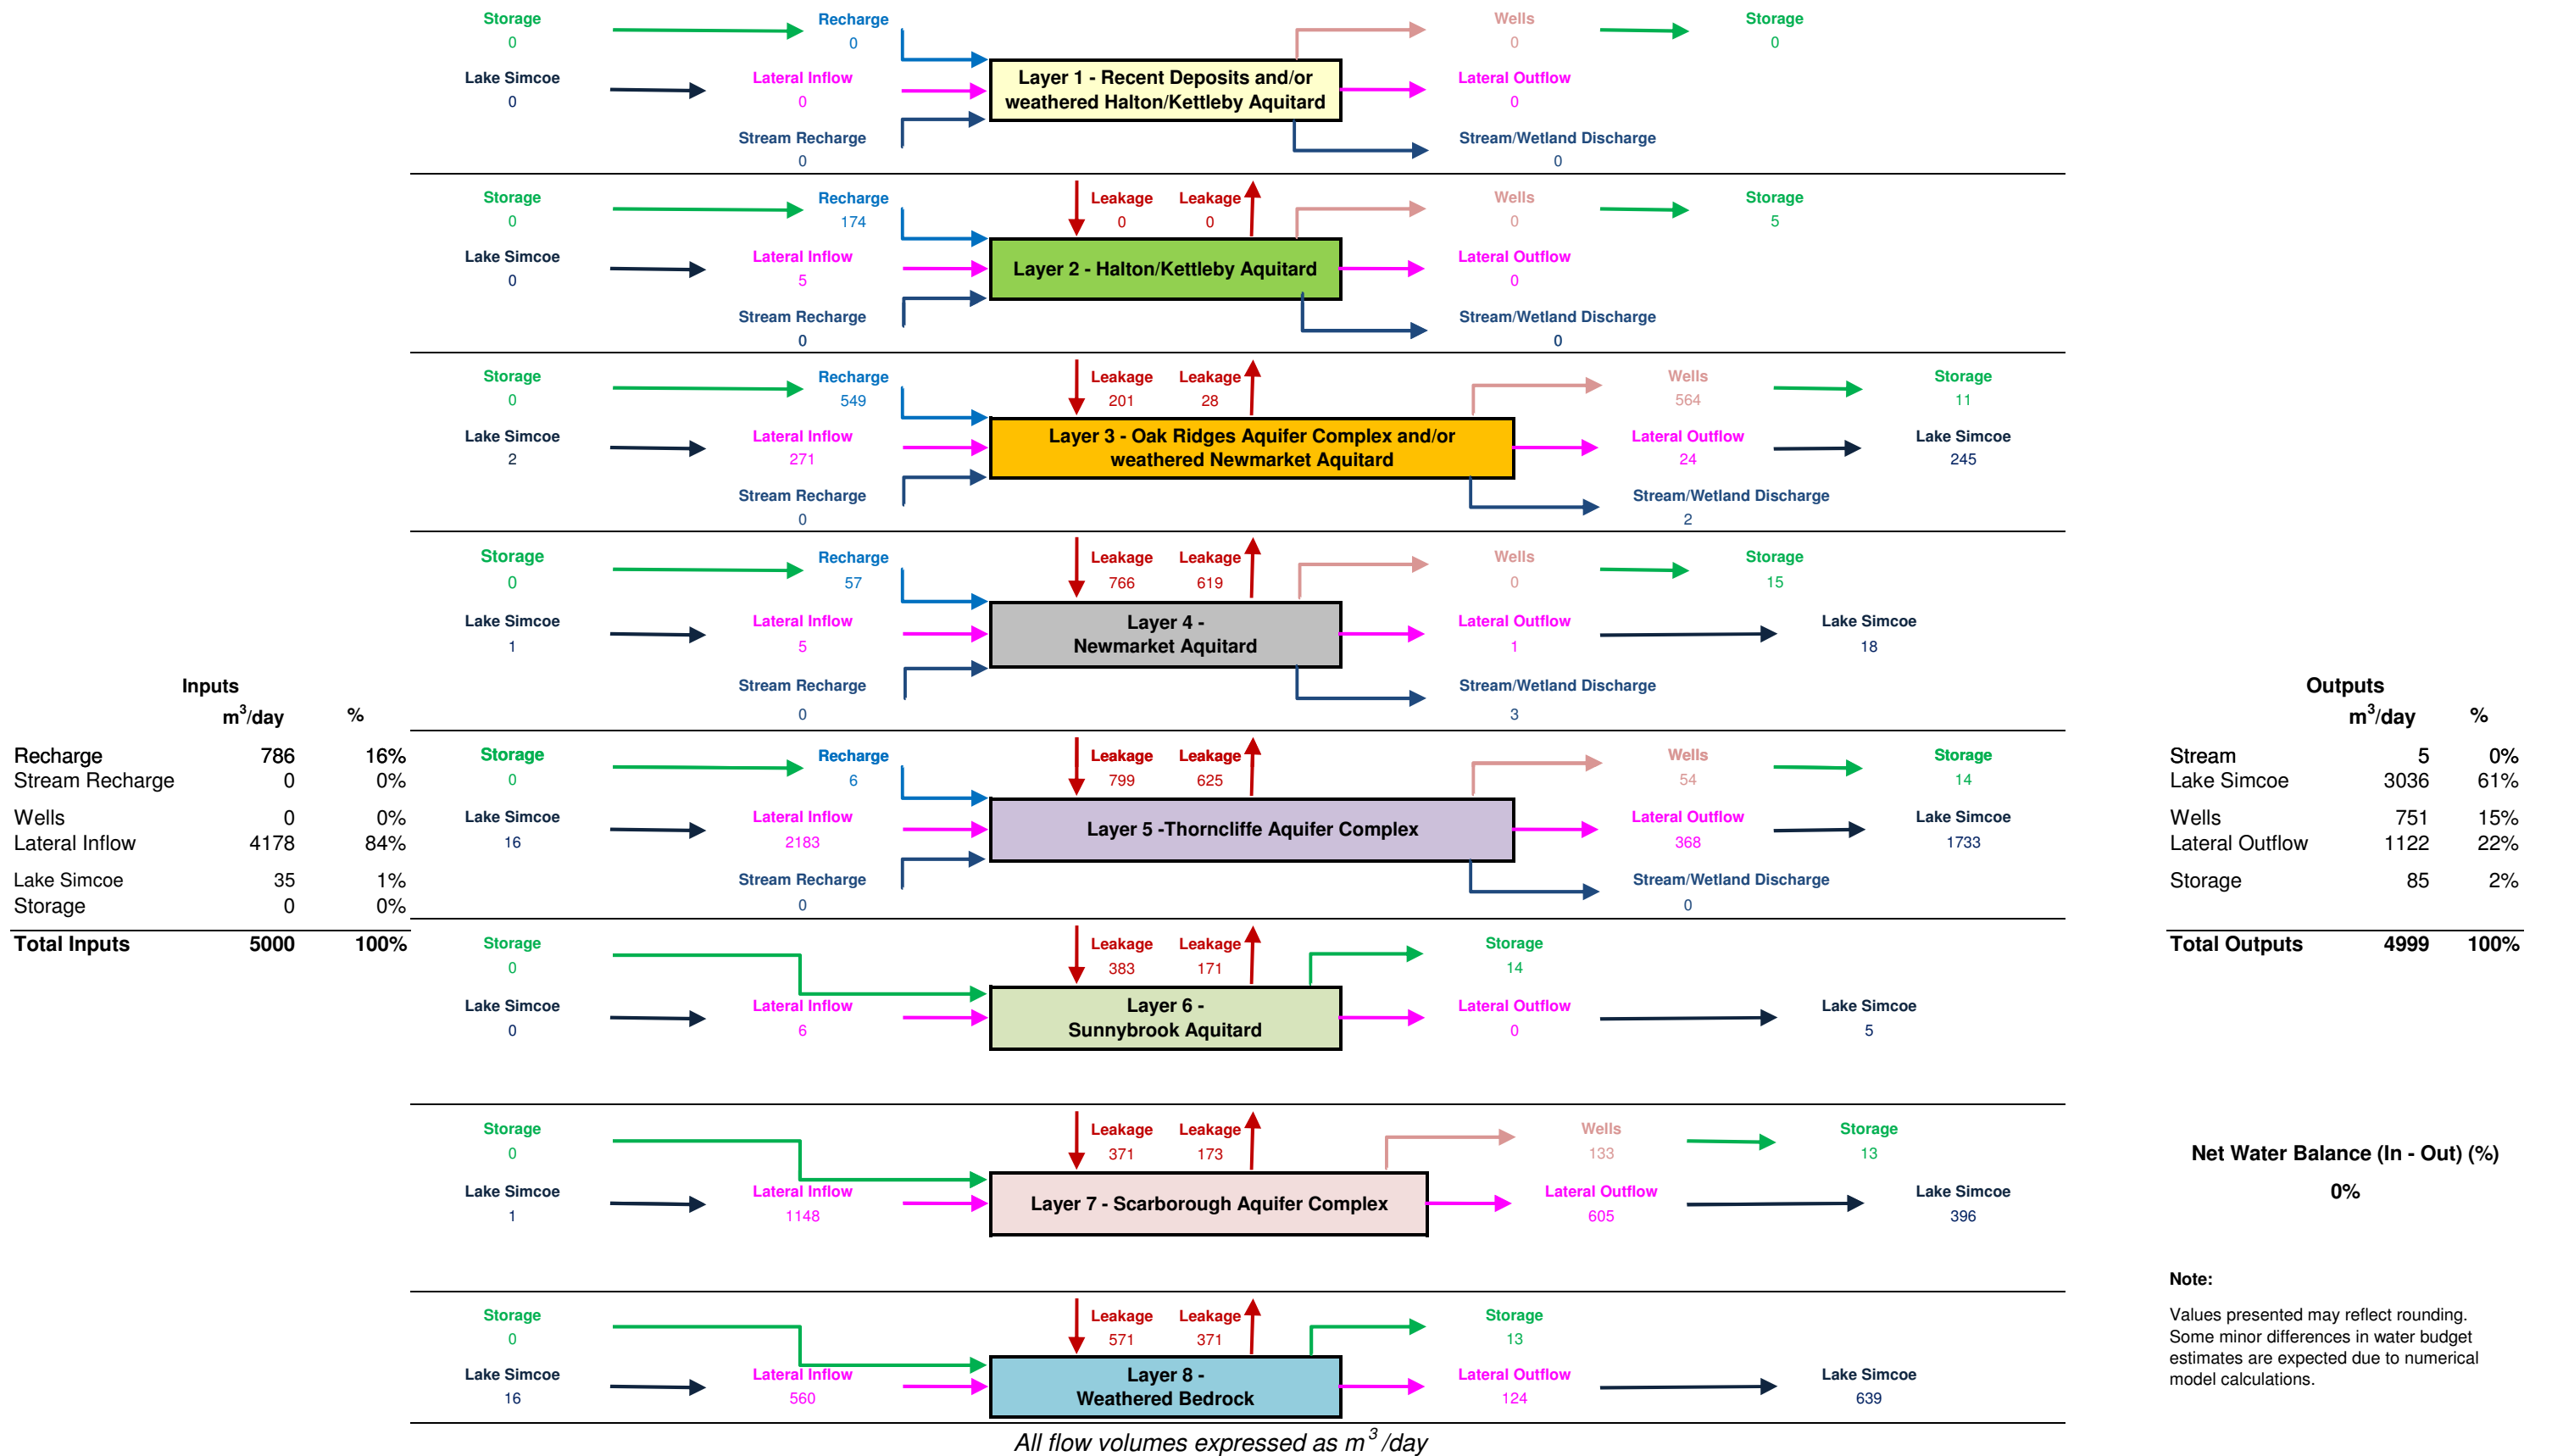 Storage Recharge Wells Storage
0 0 0 0
Lake Simcoe Lateral Inflow Layer 1 - Recent Deposits and/or Lateral Outflow
0 0 weathered Halton/Kettleby Aquitard 0
Stream Recharge Stream/Wetland Discharge
0 0
Storage Recharge Leakage Leakage Wells Storage
0 174 0 0 0 5
Lake Simcoe Lateral Inflow Layer 2 - Halton/Kettleby Aquitard Lateral Outflow
0 5 0
Stream Recharge Stream/Wetland Discharge
0 0
Storage Recharge Leakage Leakage Wells Storage
0 549 201 28 564 11
Lake Simcoe Lateral Inflow Layer 3 - Oak Ridges Aquifer Complex and/or Lateral Outflow Lake Simcoe
2 271 weathered Newmarket Aquitard 24 245
Stream Recharge Stream/Wetland Discharge
0 2
Storage Recharge Leakage Leakage Wells Storage
0 57 766 619 0 15
Lake Simcoe Lateral Inflow Layer 4 - Lateral Outflow Lake Simcoe
1 5 Newmarket Aquitard 1 18
Stream Recharge Stream/Wetland Discharge
0 3
Storage Recharge Leakage Leakage Wells Storage
0 6 799 625 54 14
Lake Simcoe Lateral Inflow Layer 5 -Thorncliffe Aquifer Complex Lateral Outflow Lake Simcoe
16 2183 368 1733
Stream Recharge Stream/Wetland Discharge
0 0
Storage Leakage Leakage Storage
0 383 171 14
Lake Simcoe Lateral Inflow Layer 6 - Lateral Outflow Lake Simcoe
0 6 Sunnybrook Aquitard 0 5
Storage Leakage Leakage Wells Storage
0 371 173 133 13
Lake Simcoe Lateral Inflow Layer 7 - Scarborough Aquifer Complex Lateral Outflow Lake Simcoe
1 1148 605 396
Storage Leakage Leakage Storage
0 571 371 13
Lake Simcoe Lateral Inflow Layer 8 - Lateral Outflow Lake Simcoe
16 560 Weathered Bedrock 124 639
All flow volumes expressed as m³ /day
Inputs
m³/day %
Recharge 786 16%
Stream Recharge 0 0%
Wells 0 0%
Lateral Inflow 4178 84%
Lake Simcoe 35 1%
Storage 0 0%
Total Inputs 5000 100%
Outputs
m³/day %
Stream 5 0%
Lake Simcoe 3036 61%
Wells 751 15%
Lateral Outflow 1122 22%
Storage 85 2%
Total Outputs 4999 100%
Net Water Balance (In - Out) (%)
0%
Note:
Values presented may reflect rounding.
Some minor differences in water budget
estimates are expected due to numerical
model calculations.